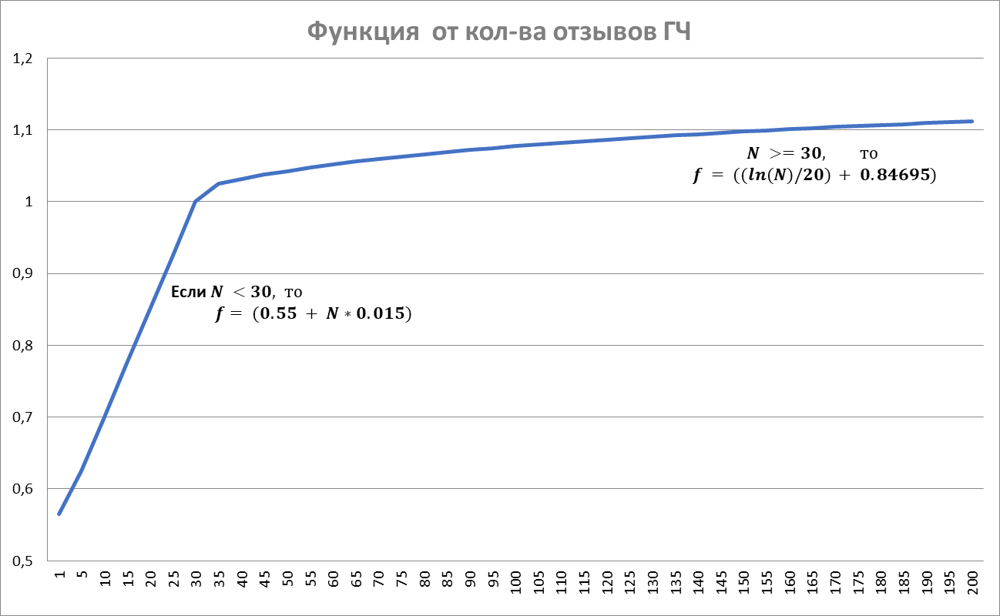 Функция от кол-ва отзывов ГЧ
1,2
1,1
N >= 30, то
f = ((ln(N)/20) + 0.84695)
1
0,9
Если N < 30, то
f = (0.55 + N * 0.015)
0,8
0,7
0,6
0,5
1 5 10 15 20 25 30 35 40 45 50 55 60 65 70 75 80 85 90 95 100 105 110 115 120 125 130 135 140 145 150 155 160 165 170 175 180 185 190 195 200